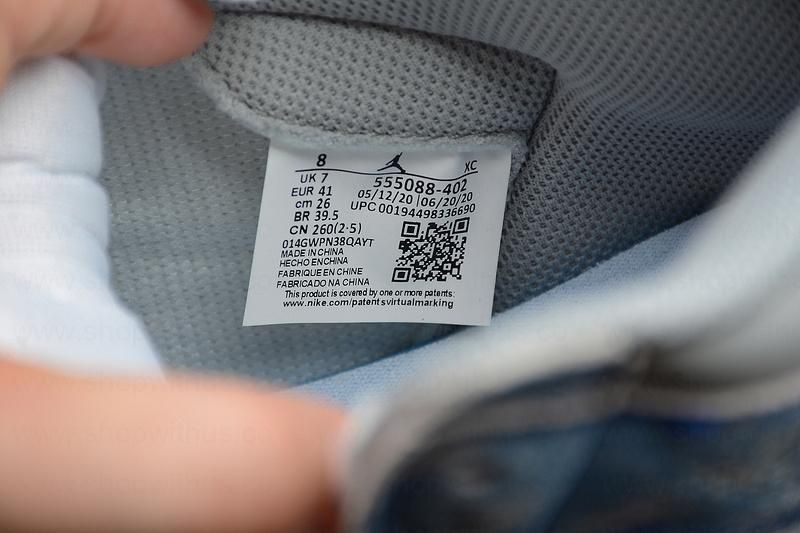 8 XC
UK 7
EUR 41
cm 26
BR 39.5
CN 260(2·5)
555088-402
05/12/20 | 06/20/20
UPC 00194498336690
014GWPN38QAYT
MADE IN CHINA
HECHO EN CHINA
FABRIQUE EN CHINE
FABRICADO NA CHINA
This product is covered by one or more patents:
www.nike.com/patentsvirtualmarking